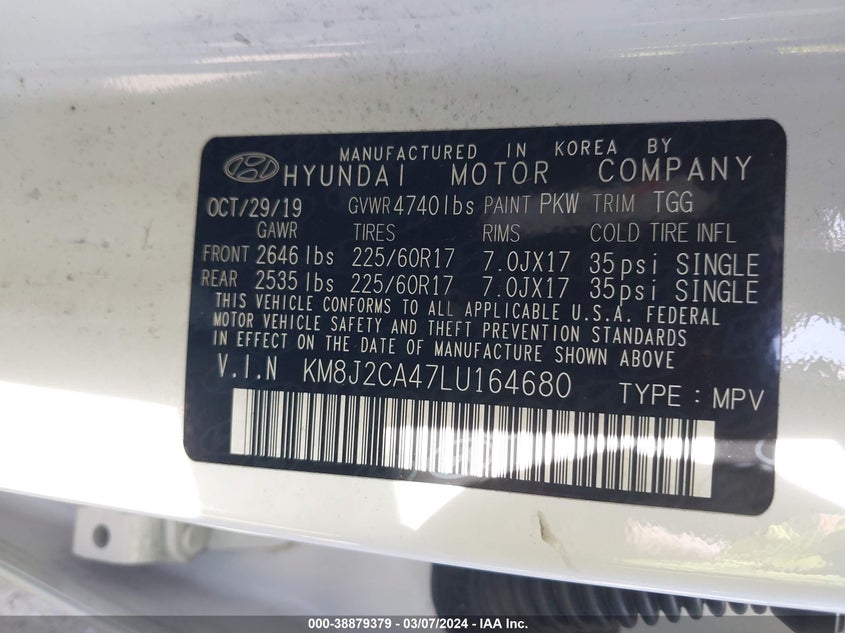 MANUFACTURED IN KOREA BY
HYUNDAI MOTOR COMPANY
OCT/29/19 GVWR4740lbs PAINT PKW TRIM TGG
GAWR TIRES RIMS COLD TIRE INFL
FRONT 2646 lbs 225/60R17 7.0JX17 35psi SINGLE
REAR 2535 lbs 225/60R17 7.0JX17 35psi SINGLE
THIS VEHICLE CONFORMS TO ALL APPLICABLE U.S.A. FEDERAL
MOTOR VEHICLE SAFETY AND THEFT PREVENTION STANDARDS
IN EFFECT ON THE DATE OF MANUFACTURE SHOWN ABOVE
V.I.N KM8J2CA47LU164680 TYPE : MPV
000-38879379 — 03/07/2024 — IAA Inc.